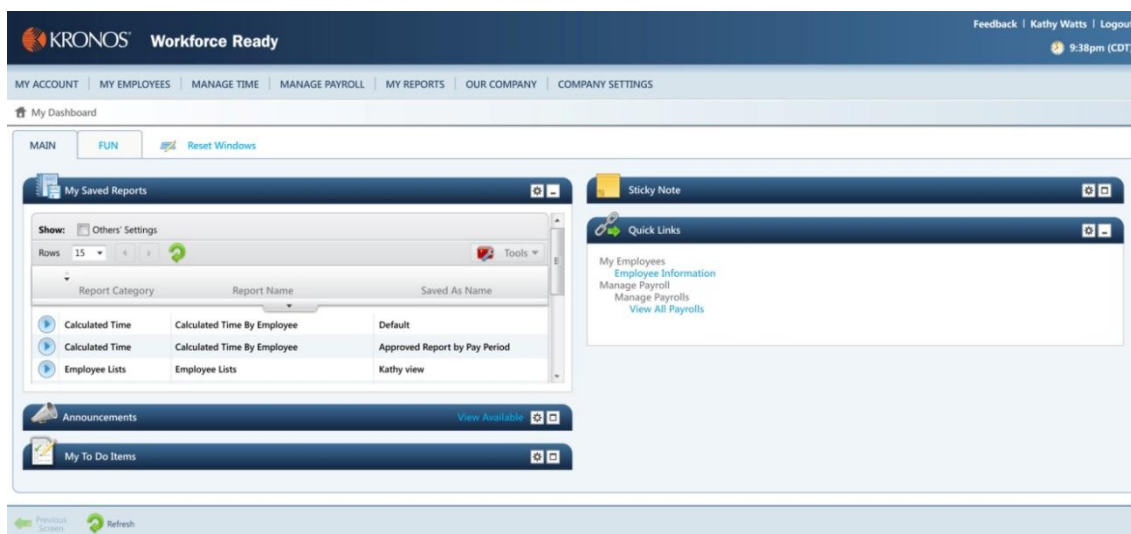 Feedback | Kathy Watts | Logout
KRONOS Workforce Ready
9:38pm (CDT)
MY ACCOUNT | MY EMPLOYEES | MANAGE TIME | MANAGE PAYROLL | MY REPORTS | OUR COMPANY | COMPANY SETTINGS
My Dashboard
MAIN FUN Reset Windows
My Saved Reports
Show: Others' Settings
Rows 15 Tools
Report Category Report Name Saved As Name
Calculated Time Calculated Time By Employee Default
Calculated Time Calculated Time By Employee Approved Report by Pay Period
Employee Lists Employee Lists Kathy view
Announcements View Available
My To Do Items
Sticky Note
Quick Links
My Employees
Employee Information
Manage Payroll
Manage Payrolls
View All Payrolls
Previous
Screen
Refresh